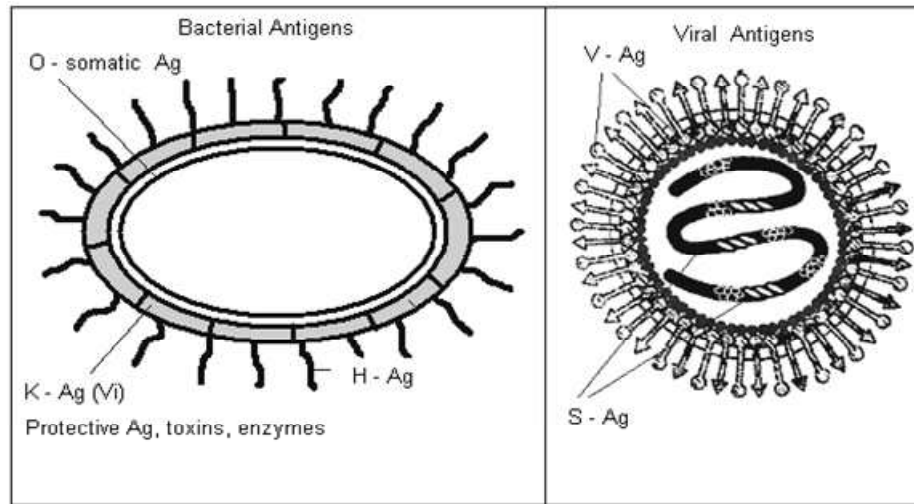 Bacterial Antigens
O - somatic Ag
K - Ag (Vi)
H - Ag
Protective Ag, toxins, enzymes
Viral Antigens
V - Ag
S - Ag